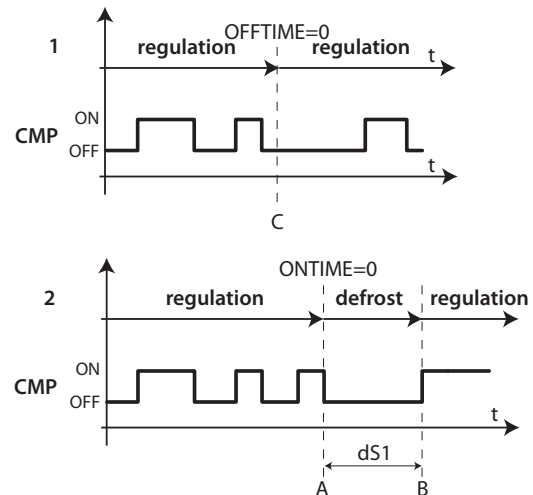 OFFTIME=0
1 regulation regulation
t
ON
CMP
OFF
t
C
ONTIME=0
2 regulation defrost regulation
ON
CMP
OFF
t
dS1
A B